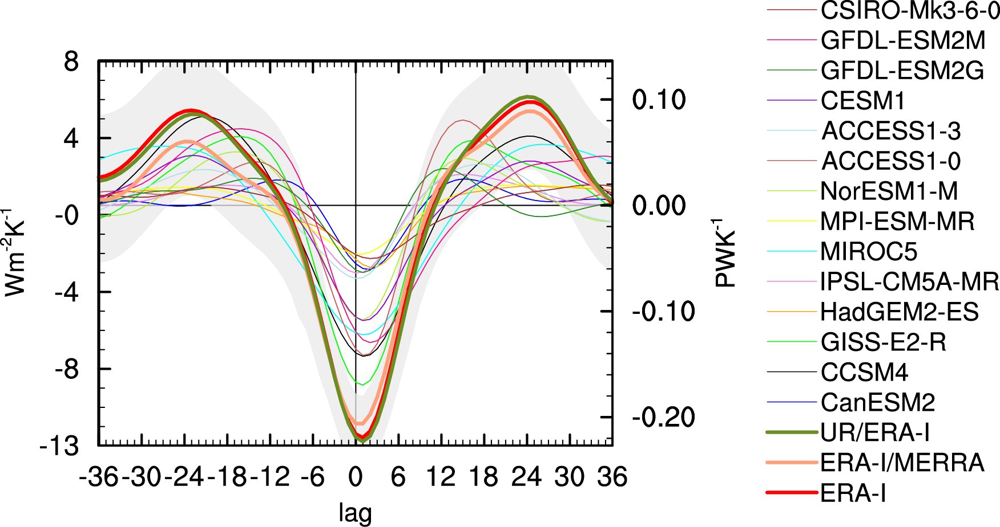 CSIRO-Mk3-6-0
GFDL-ESM2M
GFDL-ESM2G
CESM1
ACCESS1-3
ACCESS1-0
NorESM1-M
MPI-ESM-MR
MIROC5
IPSL-CM5A-MR
HadGEM2-ES
GISS-E2-R
CCSM4
CanESM2
UR/ERA-I
ERA-I/MERRA
ERA-I
8
4
-0
-4
-8
-13
Wm-2K-1
0.10
0.00
-0.10
-0.20
PWK-1
-36 -30 -24 -18 -12 -6 0 6 12 18 24 30 36
lag